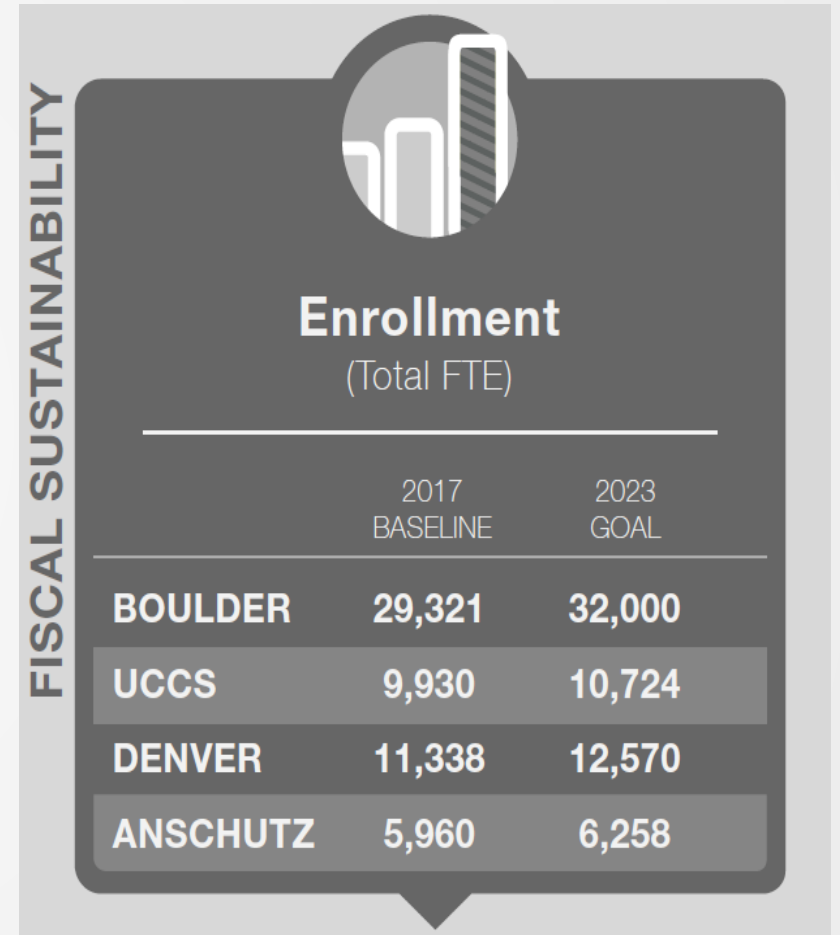 FISCAL SUSTAINABILITY
Enrollment
(Total FTE)
2017 2023
BASELINE GOAL
BOULDER 29,321 32,000
UCCS 9,930 10,724
DENVER 11,338 12,570
ANSCHUTZ 5,960 6,258